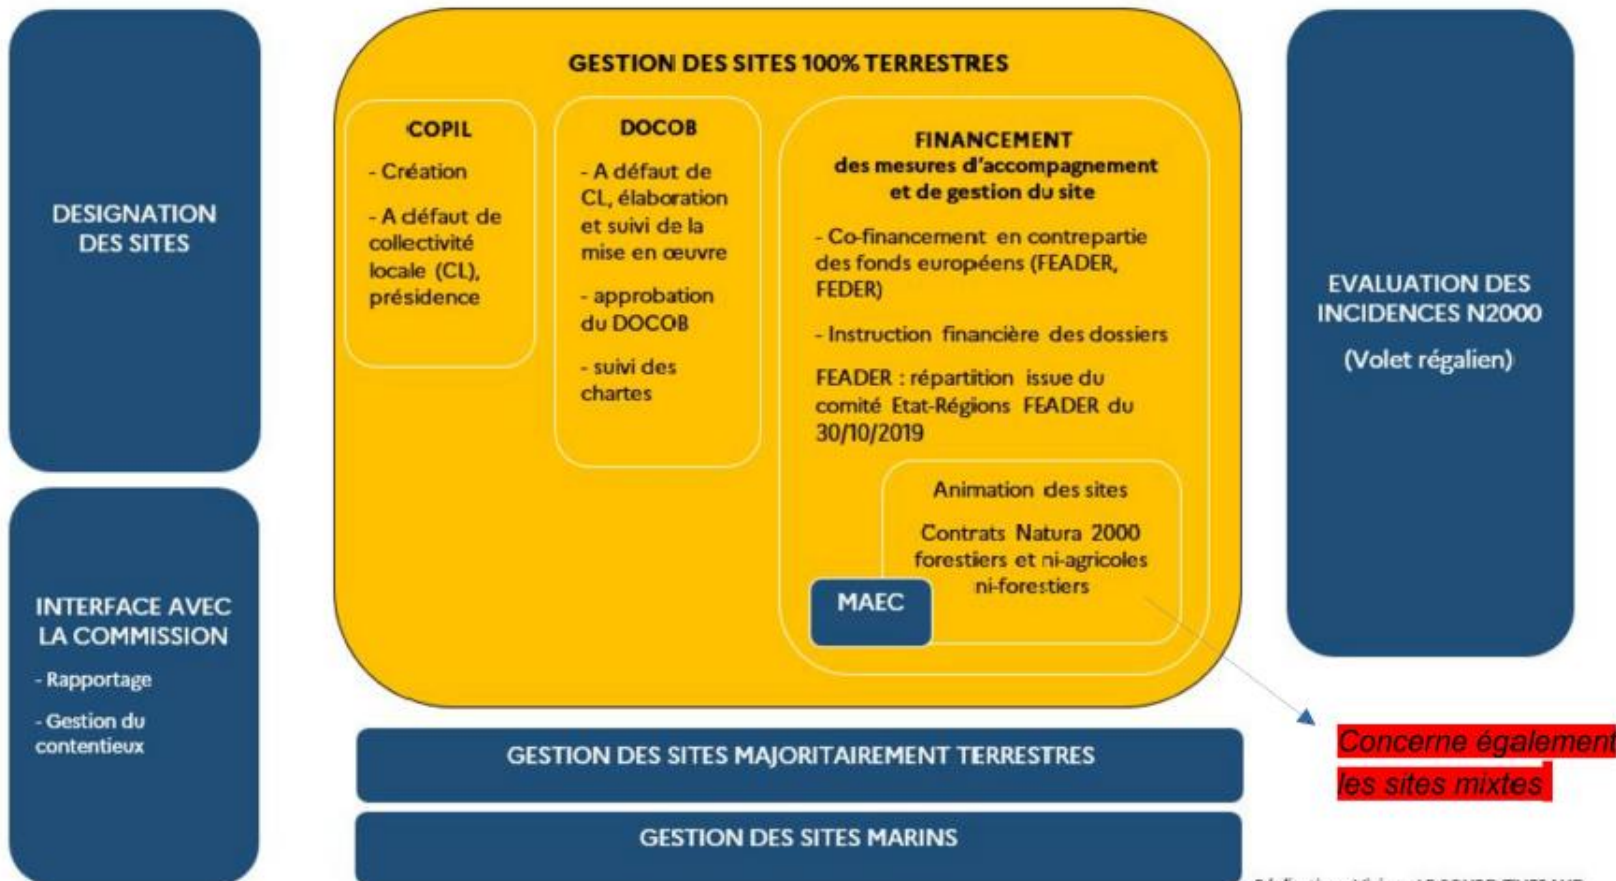 DESIGNATION
DES SITES
INTERFACE AVEC
LA COMMISSION
- Rapportage
- Gestion du
contentieux
GESTION DES SITES 100% TERRESTRES
COPIL
- Création
- A défaut de
collectivité
locale (CL),
présidence
DOCOB
- A défaut de
CL, élaboration
et suivi de la
mise en œuvre
- approbation
du DOCOB
- suivi des
chartes
FINANCEMENT
des mesures d'accompagnement
et de gestion du site
- Co-financement en contrepartie
des fonds européens (FEADER,
FEDER)
- Instruction financière des dossiers
FEADER : répartition issue du
comité Etat-Régions FEADER du
30/10/2019
Animation des sites
Contrats Natura 2000
forestiers et ni-agricoles
ni-forestiers
MAEC
GESTION DES SITES MAJORITAIREMENT TERRESTRES
GESTION DES SITES MARINS
EVALUATION DES
INCIDENCES N2000
(Volet régalien)
Concerne également
les sites mixtes